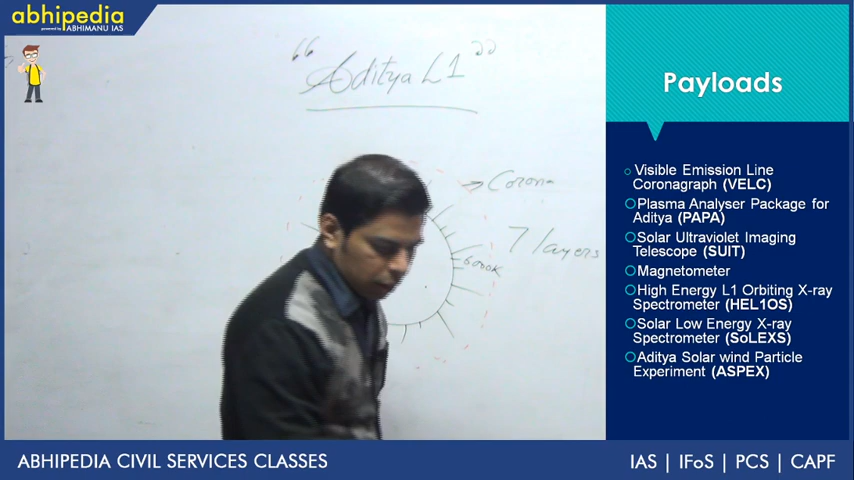 abhipedia
powered by ABHIMANU IAS
"Aditya L1"
Corona
7 layers
6000K
Payloads
Visible Emission Line
Coronagraph (VELC)
Plasma Analyser Package for
Aditya (PAPA)
Solar Ultraviolet Imaging
Telescope (SUIT)
Magnetometer
High Energy L1 Orbiting X-ray
Spectrometer (HEL1OS)
Solar Low Energy X-ray
Spectrometer (SoLEXS)
Aditya Solar wind Particle
Experiment (ASPEX)
ABHIPEDIA CIVIL SERVICES CLASSES
IAS | IFoS | PCS | CAPF